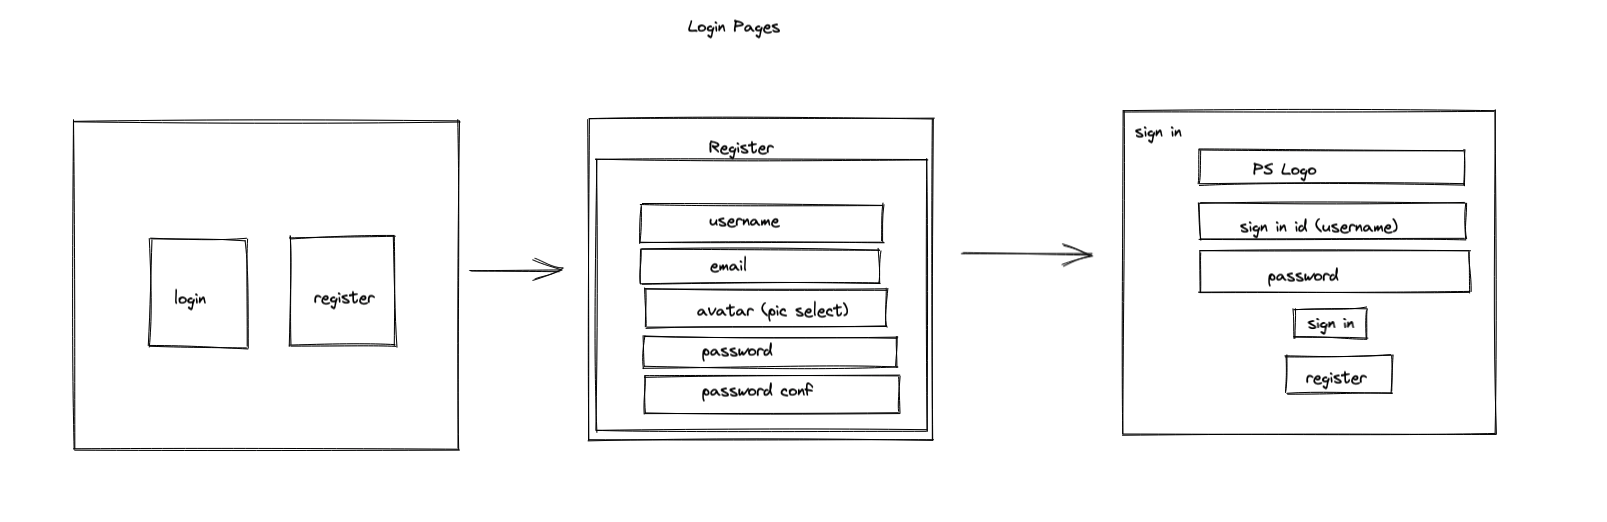 Login Pages
login
register
Register
username
email
avatar (pic select)
password
password conf
sign in
PS Logo
sign in id (username)
password
sign in
register